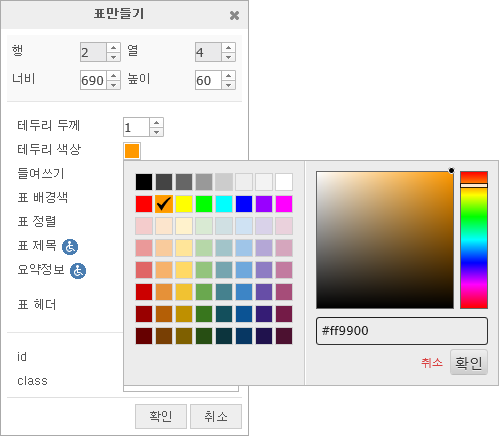 표만들기
행 2 열 4
너비 690 높이 60
테두리 두께 1
테두리 색상
들여쓰기
표 배경색
표 정렬
표 제목
요약정보
표 헤더
#ff9900
취소 확인
id
class
확인 취소